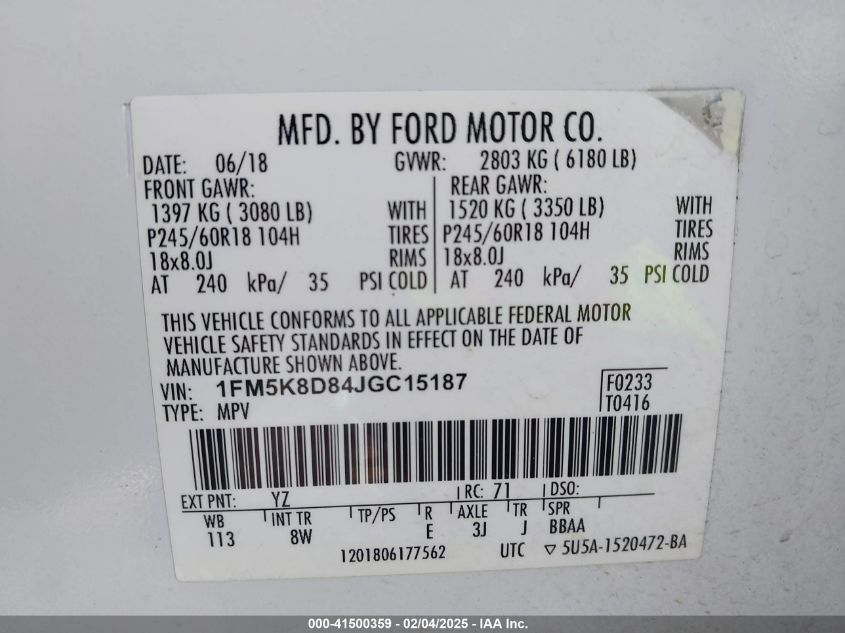 MFD. BY FORD MOTOR CO.
DATE: 06/18 GVWR: 2803 KG ( 6180 LB)
FRONT GAWR: REAR GAWR:
1397 KG ( 3080 LB) WITH 1520 KG ( 3350 LB) WITH
P245/60R18 104H TIRES P245/60R18 104H TIRES
18x8.0J RIMS 18x8.0J RIMS
AT 240 kPa/ 35 PSI COLD AT 240 kPa/ 35 PSI COLD
THIS VEHICLE CONFORMS TO ALL APPLICABLE FEDERAL MOTOR
VEHICLE SAFETY STANDARDS IN EFFECT ON THE DATE OF
MANUFACTURE SHOWN ABOVE.
VIN: 1FM5K8D84JGC15187 F0233
TYPE: MPV T0416
EXT PNT: YZ RC: 71 DSO:
WB INT TR TP/PS R AXLE TR SPR
113 8W E 3J J BBAA
1201806177562 UTC ▽ 5U5A-1520472-BA
000-41500359 - 02/04/2025 - IAA Inc.